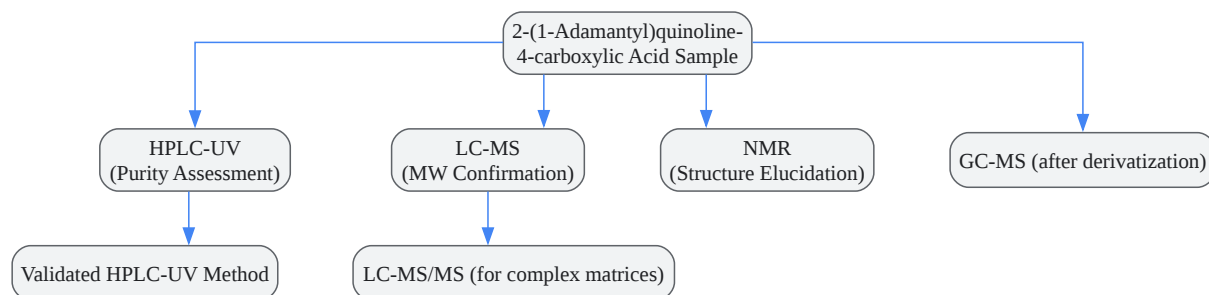 2-(1-Adamantyl)quinoline-
4-carboxylic Acid Sample
HPLC-UV
(Purity Assessment)
LC-MS
(MW Confirmation)
NMR
(Structure Elucidation)
GC-MS (after derivatization)
Validated HPLC-UV Method
LC-MS/MS (for complex matrices)